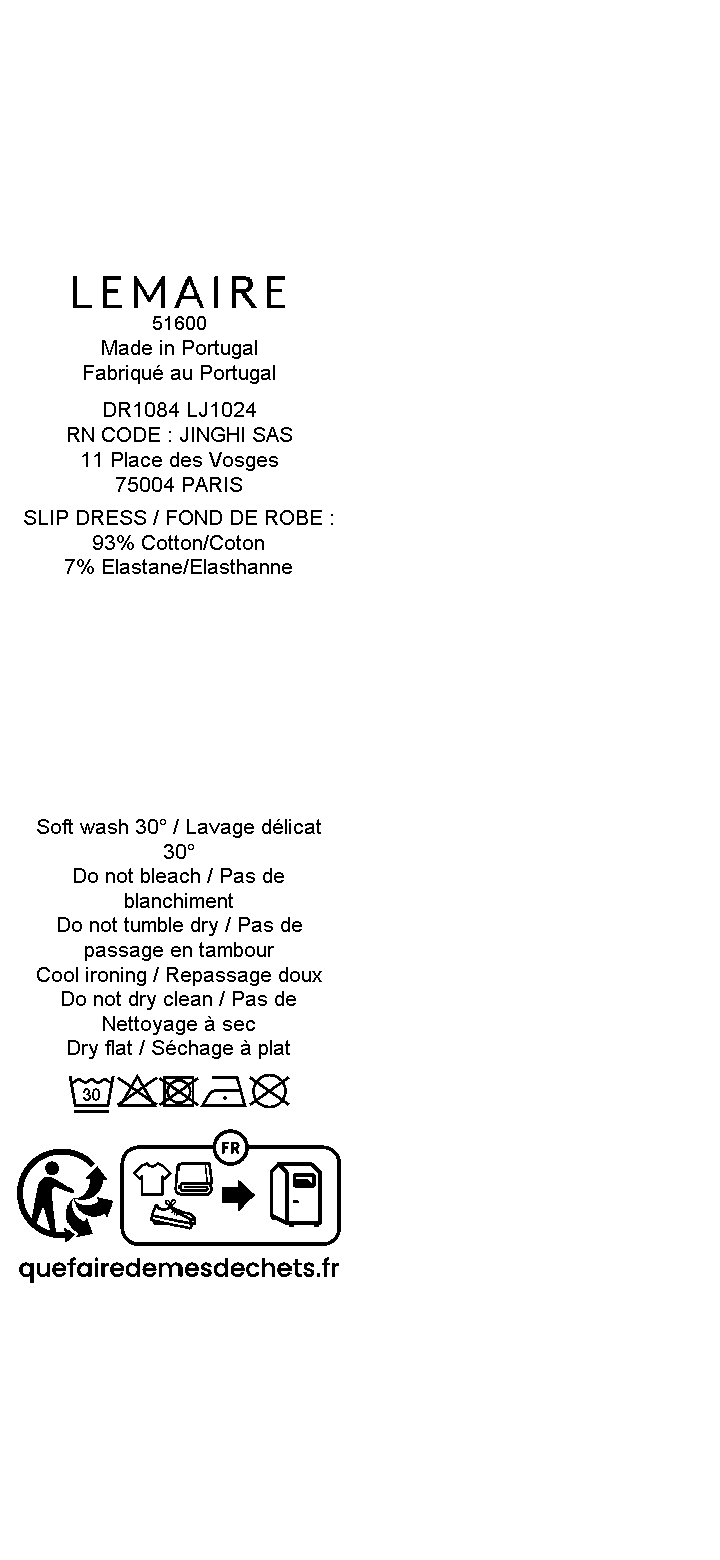 LEMAIRE
51600
Made in Portugal
Fabriqué au Portugal
DR1084 LJ1024
RN CODE : JINGHI SAS
11 Place des Vosges
75004 PARIS
SLIP DRESS / FOND DE ROBE :
93% Cotton/Coton
7% Elastane/Elasthanne
Soft wash 30° / Lavage délicat
30°
Do not bleach / Pas de
blanchiment
Do not tumble dry / Pas de
passage en tambour
Cool ironing / Repassage doux
Do not dry clean / Pas de
Nettoyage à sec
Dry flat / Séchage à plat
30
FR
quefairedemesdechets.fr